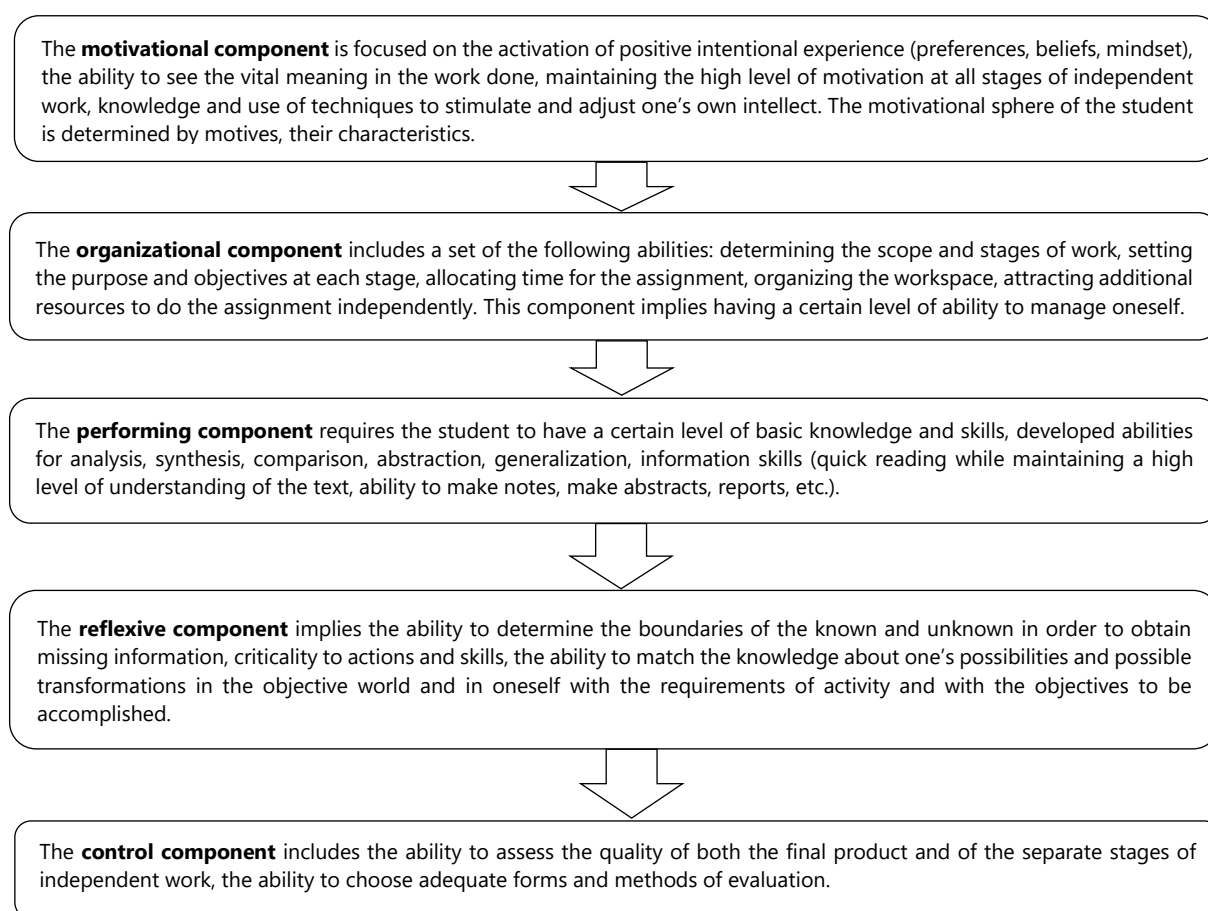 The motivational component is focused on the activation of positive intentional experience (preferences, beliefs, mindset),
the ability to see the vital meaning in the work done, maintaining the high level of motivation at all stages of independent
work, knowledge and use of techniques to stimulate and adjust one’s own intellect. The motivational sphere of the student
is determined by motives, their characteristics.
The organizational component includes a set of the following abilities: determining the scope and stages of work, setting
the purpose and objectives at each stage, allocating time for the assignment, organizing the workspace, attracting additional
resources to do the assignment independently. This component implies having a certain level of ability to manage oneself.
The performing component requires the student to have a certain level of basic knowledge and skills, developed abilities
for analysis, synthesis, comparison, abstraction, generalization, information skills (quick reading while maintaining a high
level of understanding of the text, ability to make notes, make abstracts, reports, etc.).
The reflexive component implies the ability to determine the boundaries of the known and unknown in order to obtain
missing information, criticality to actions and skills, the ability to match the knowledge about one’s possibilities and possible
transformations in the objective world and in oneself with the requirements of activity and with the objectives to be
accomplished.
The control component includes the ability to assess the quality of both the final product and of the separate stages of
independent work, the ability to choose adequate forms and methods of evaluation.